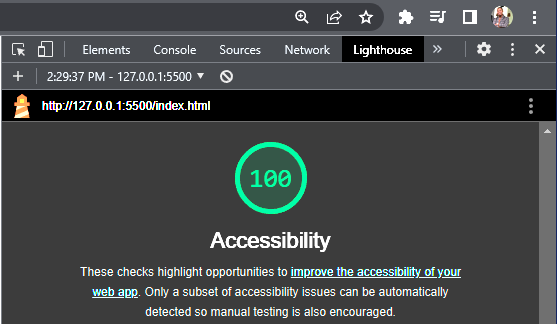 Elements Console Sources Network Lighthouse
2:29:37 PM - 127.0.0.1:5500
http://127.0.0.1:5500/index.html
100
Accessibility
These checks highlight opportunities to improve the accessibility of your
web app. Only a subset of accessibility issues can be automatically
detected so manual testing is also encouraged.